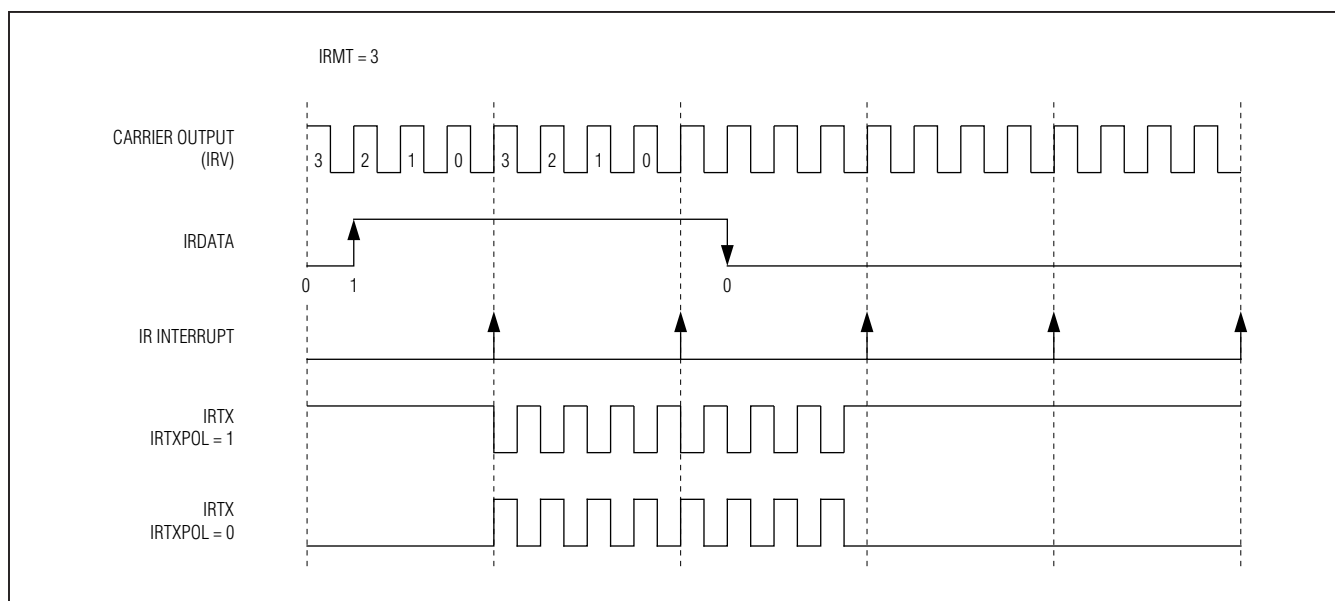 IRMT = 3
CARRIER OUTPUT
(IRV)
3 2 1 0 3 2 1 0
IRDATA
0 1 0
IR INTERRUPT
IRTX
IRTXPOL = 1
IRTX
IRTXPOL = 0